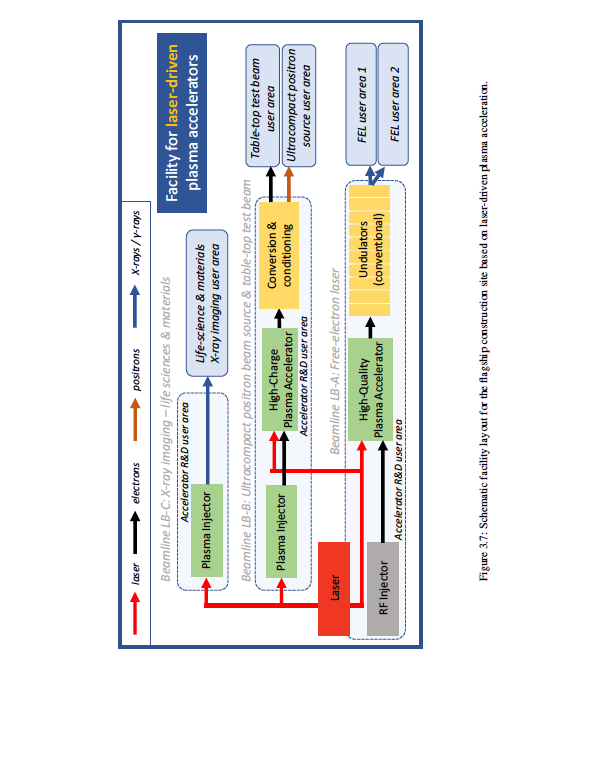 laser
electrons
positrons
X-rays / γ-rays
Facility for laser-driven
plasma accelerators
Beamline LB-C: X-ray imaging – life sciences & materials
Accelerator R&D user area
Plasma Injector
Life-science & materials
X-ray imaging user area
Beamline LB-B: Ultracompact positron beam source & table-top test beam
Plasma Injector
High-Charge
Plasma Accelerator
Conversion &
conditioning
Table-top test beam
user area
Ultracompact positron
source user area
Accelerator R&D user area
Beamline LB-A: Free-electron laser
Laser
RF Injector
High-Quality
Plasma Accelerator
Undulators
(conventional)
FEL user area 1
FEL user area 2
Accelerator R&D user area
Figure 3.7: Schematic facility layout for the flagship construction site based on laser-driven plasma acceleration.